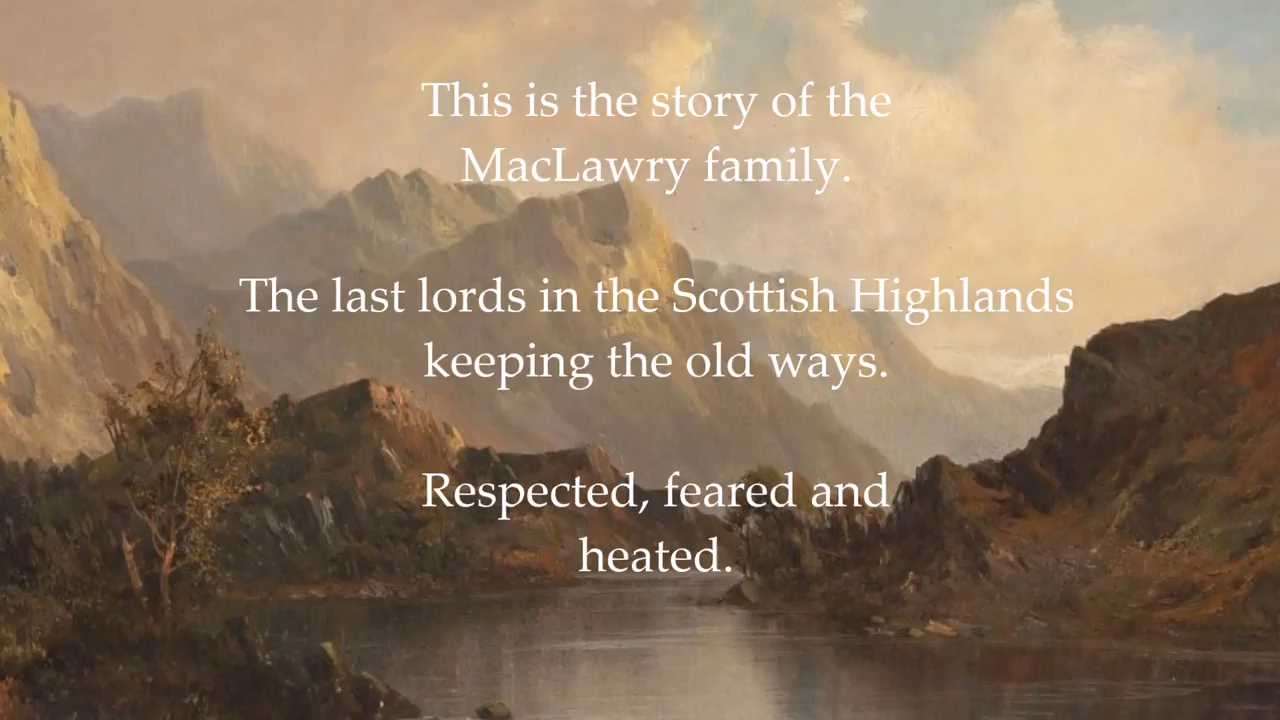 This is the story of the
MacLawry family.
The last lords in the Scottish Highlands
keeping the old ways.
Respected, feared and
heated.